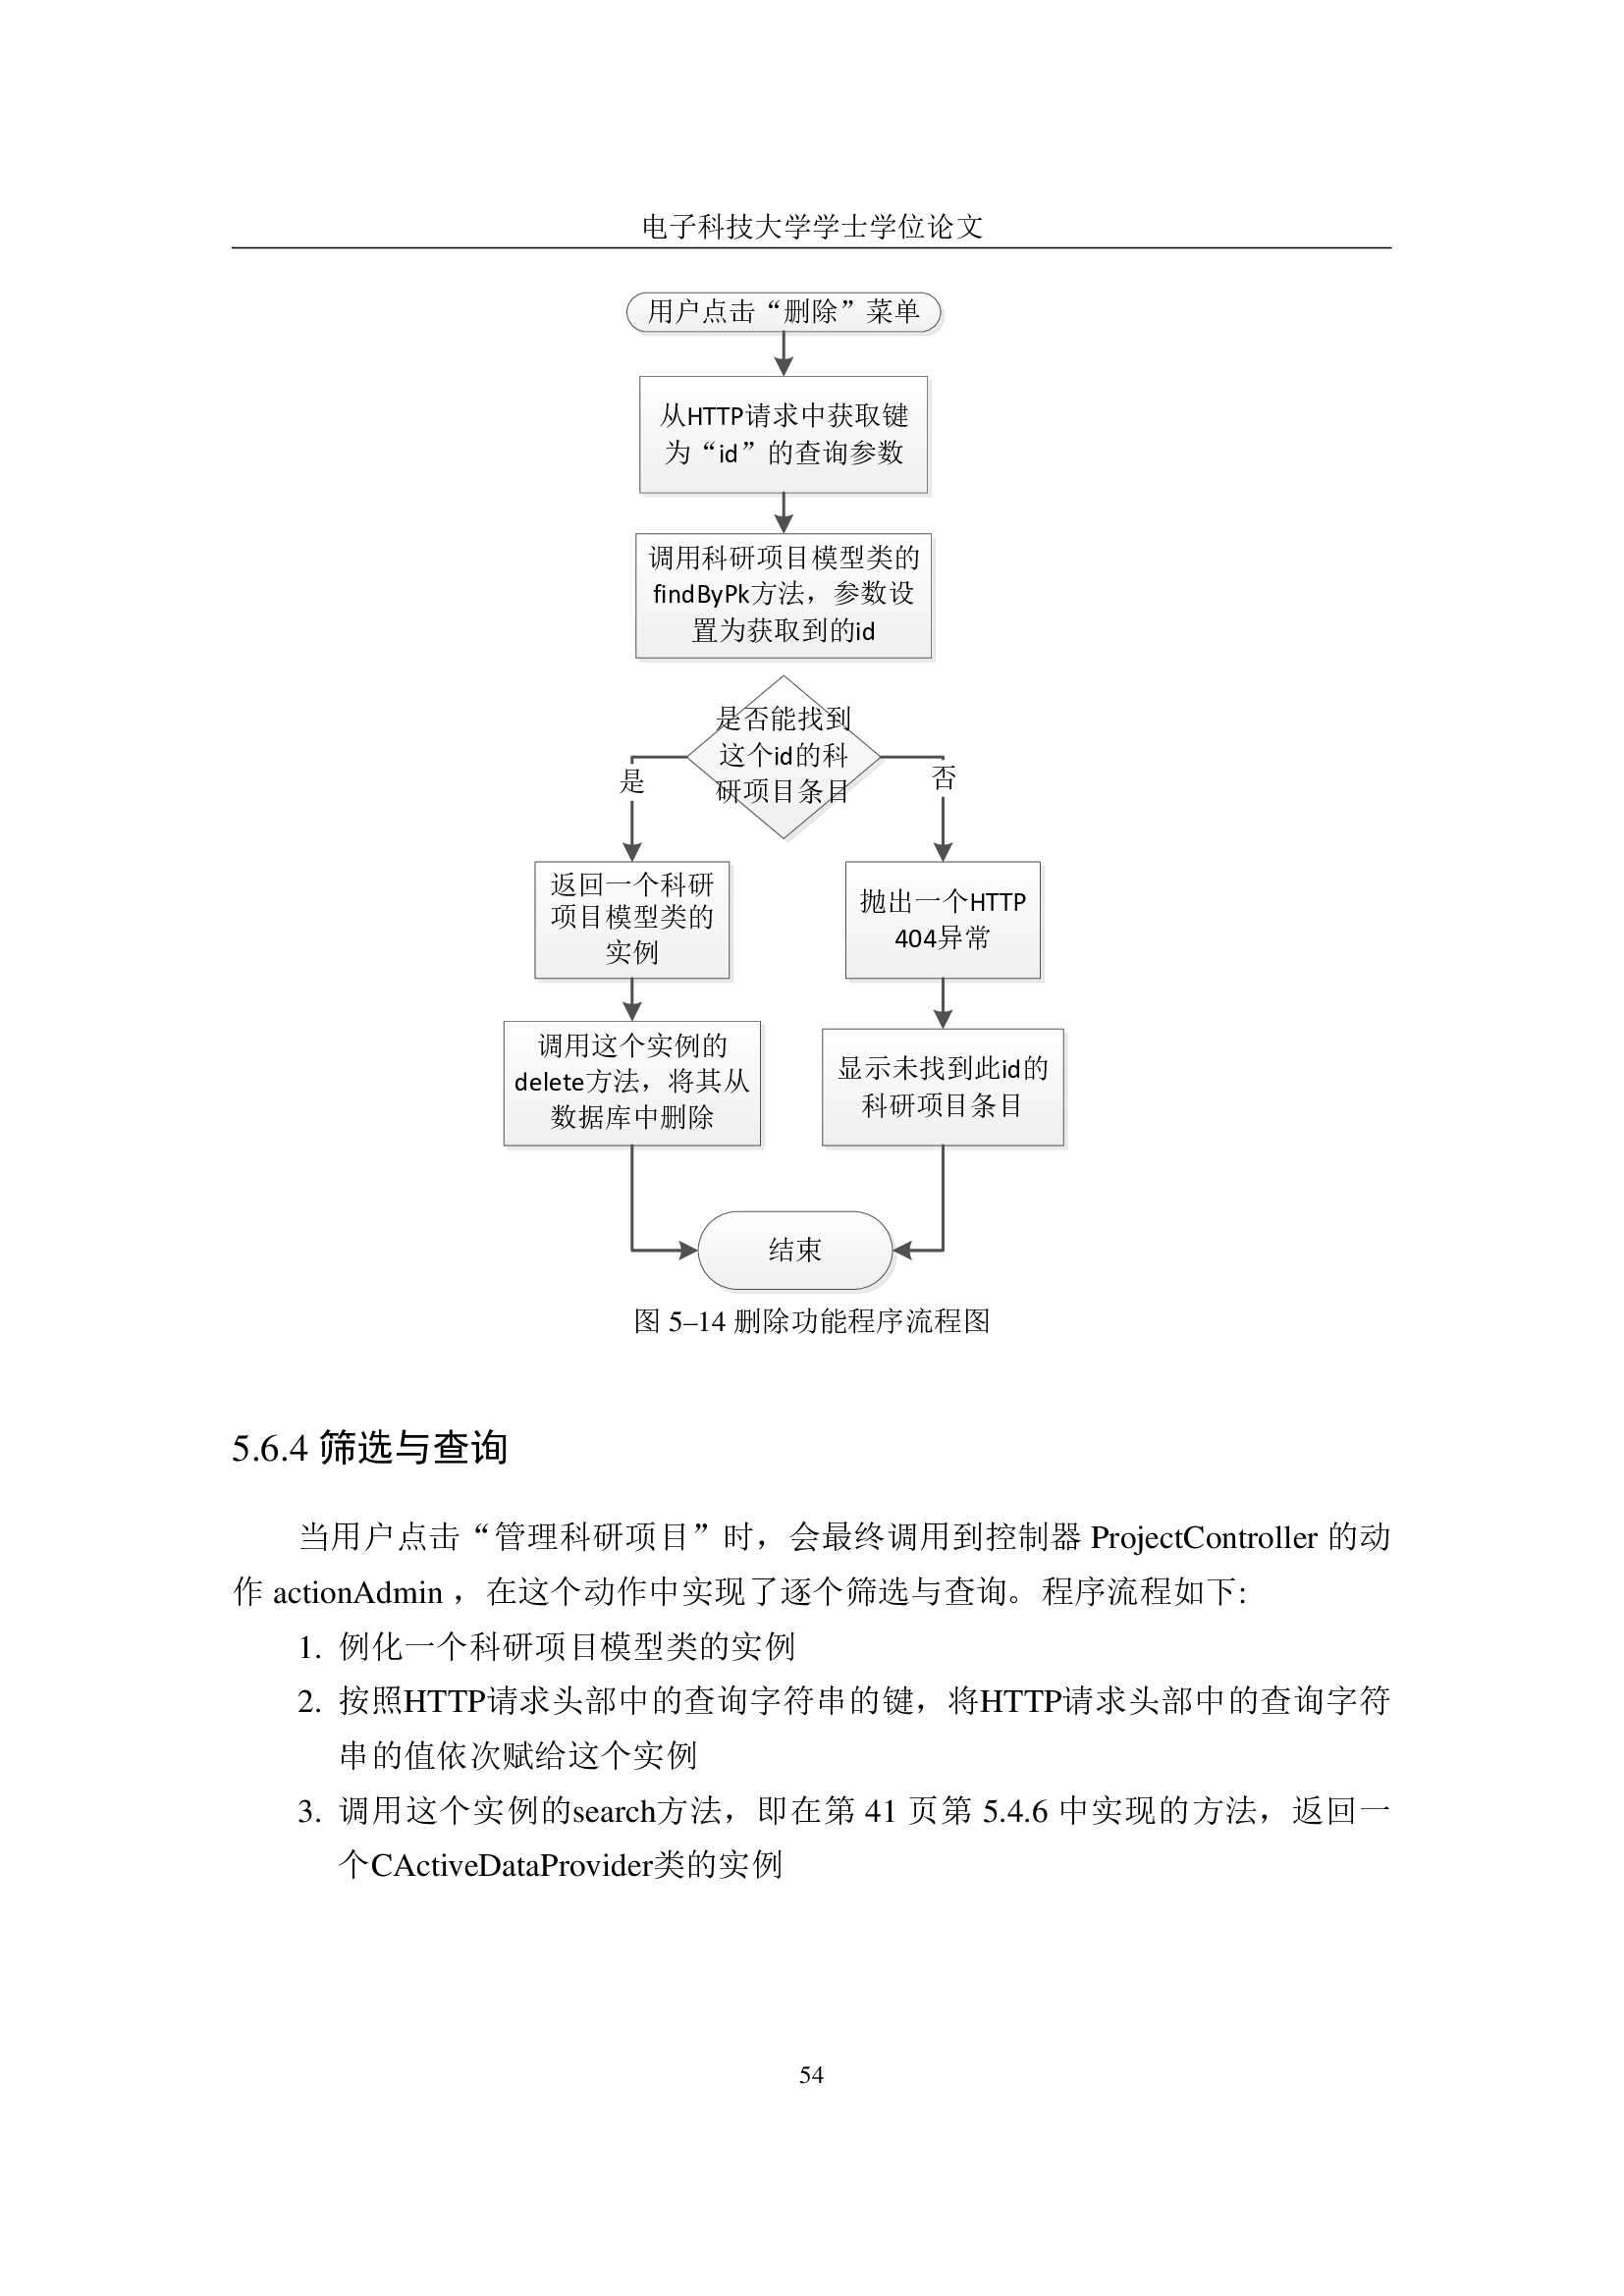 电子科技大学学士学位论文
用户点击“删除”菜单
从HTTP请求中获取键
为“id”的查询参数
调用科研项目模型类的
findByPk方法，参数设
置为获取到的id
是否能找到
这个id的科
研项目条目
是
否
返回一个科研
项目模型类的
实例
抛出一个HTTP
404异常
调用这个实例的
delete方法，将其从
数据库中删除
显示未找到此id的
科研项目条目
结束
图 5–14 删除功能程序流程图
5.6.4 筛选与查询
当用户点击“管理科研项目”时，会最终调用到控制器 ProjectController 的动
作 actionAdmin ，在这个动作中实现了逐个筛选与查询。程序流程如下:
1. 例化一个科研项目模型类的实例
2. 按照HTTP请求头部中的查询字符串的键，将HTTP请求头部中的查询字符
串的值依次赋给这个实例
3. 调用这个实例的search方法，即在第 41 页第 5.4.6 中实现的方法，返回一
个CActiveDataProvider类的实例
54